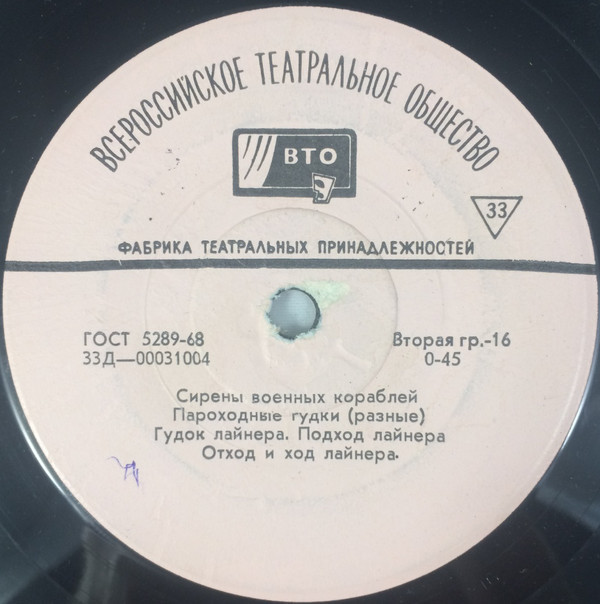 ВСЕРОССИЙСКОЕ ТЕАТРАЛЬНОЕ ОБЩЕСТВО
ВТО
33
ФАБРИКА ТЕАТРАЛЬНЫХ ПРИНАДЛЕЖНОСТЕЙ
ГОСТ 5289-68
33Д—00031004
Вторая гр.-16
0-45
Сирены военных кораблей
Пароходные гудки (разные)
Гудок лайнера. Подход лайнера
Отход и ход лайнера.